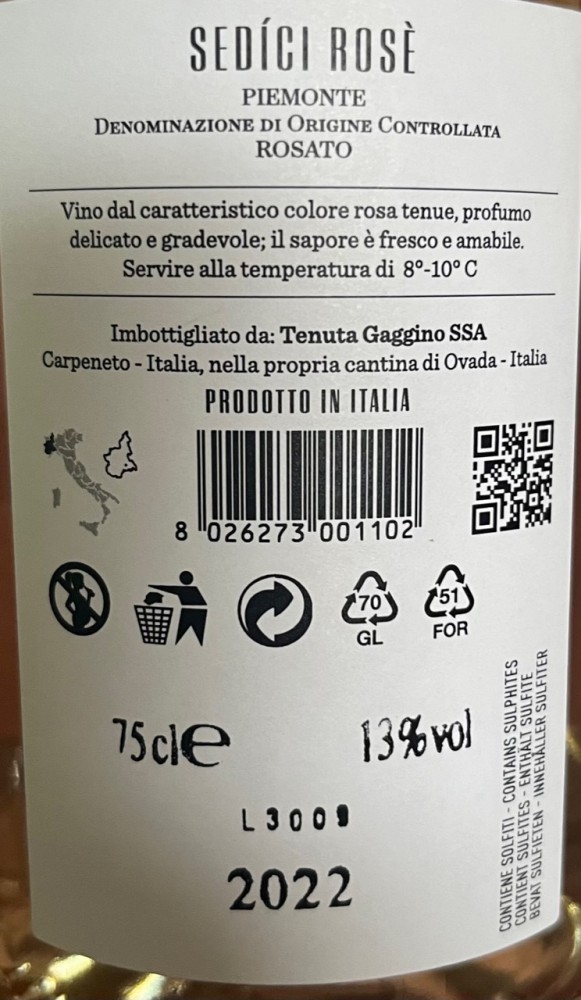 SEDÍCI ROSÈ
PIEMONTE
DENOMINAZIONE DI ORIGINE CONTROLLATA
ROSATO
Vino dal caratteristico colore rosa tenue, profumo
delicato e gradevole; il sapore è fresco e amabile.
Servire alla temperatura di 8°-10° C
Imbottigliato da: Tenuta Gaggino SSA
Carpeneto - Italia, nella propria cantina di Ovada - Italia
PRODOTTO IN ITALIA
8 026273 001102
70
GL
51
FOR
75cl e
13%vol
L3009
2022
CONTIENE SOLFITI - CONTAINS SULPHITES
CONTIENT SULFITES - ENTHÄLT SULFITE
BEVAT SULFIETEN - INNEHÅLLER SULFITER